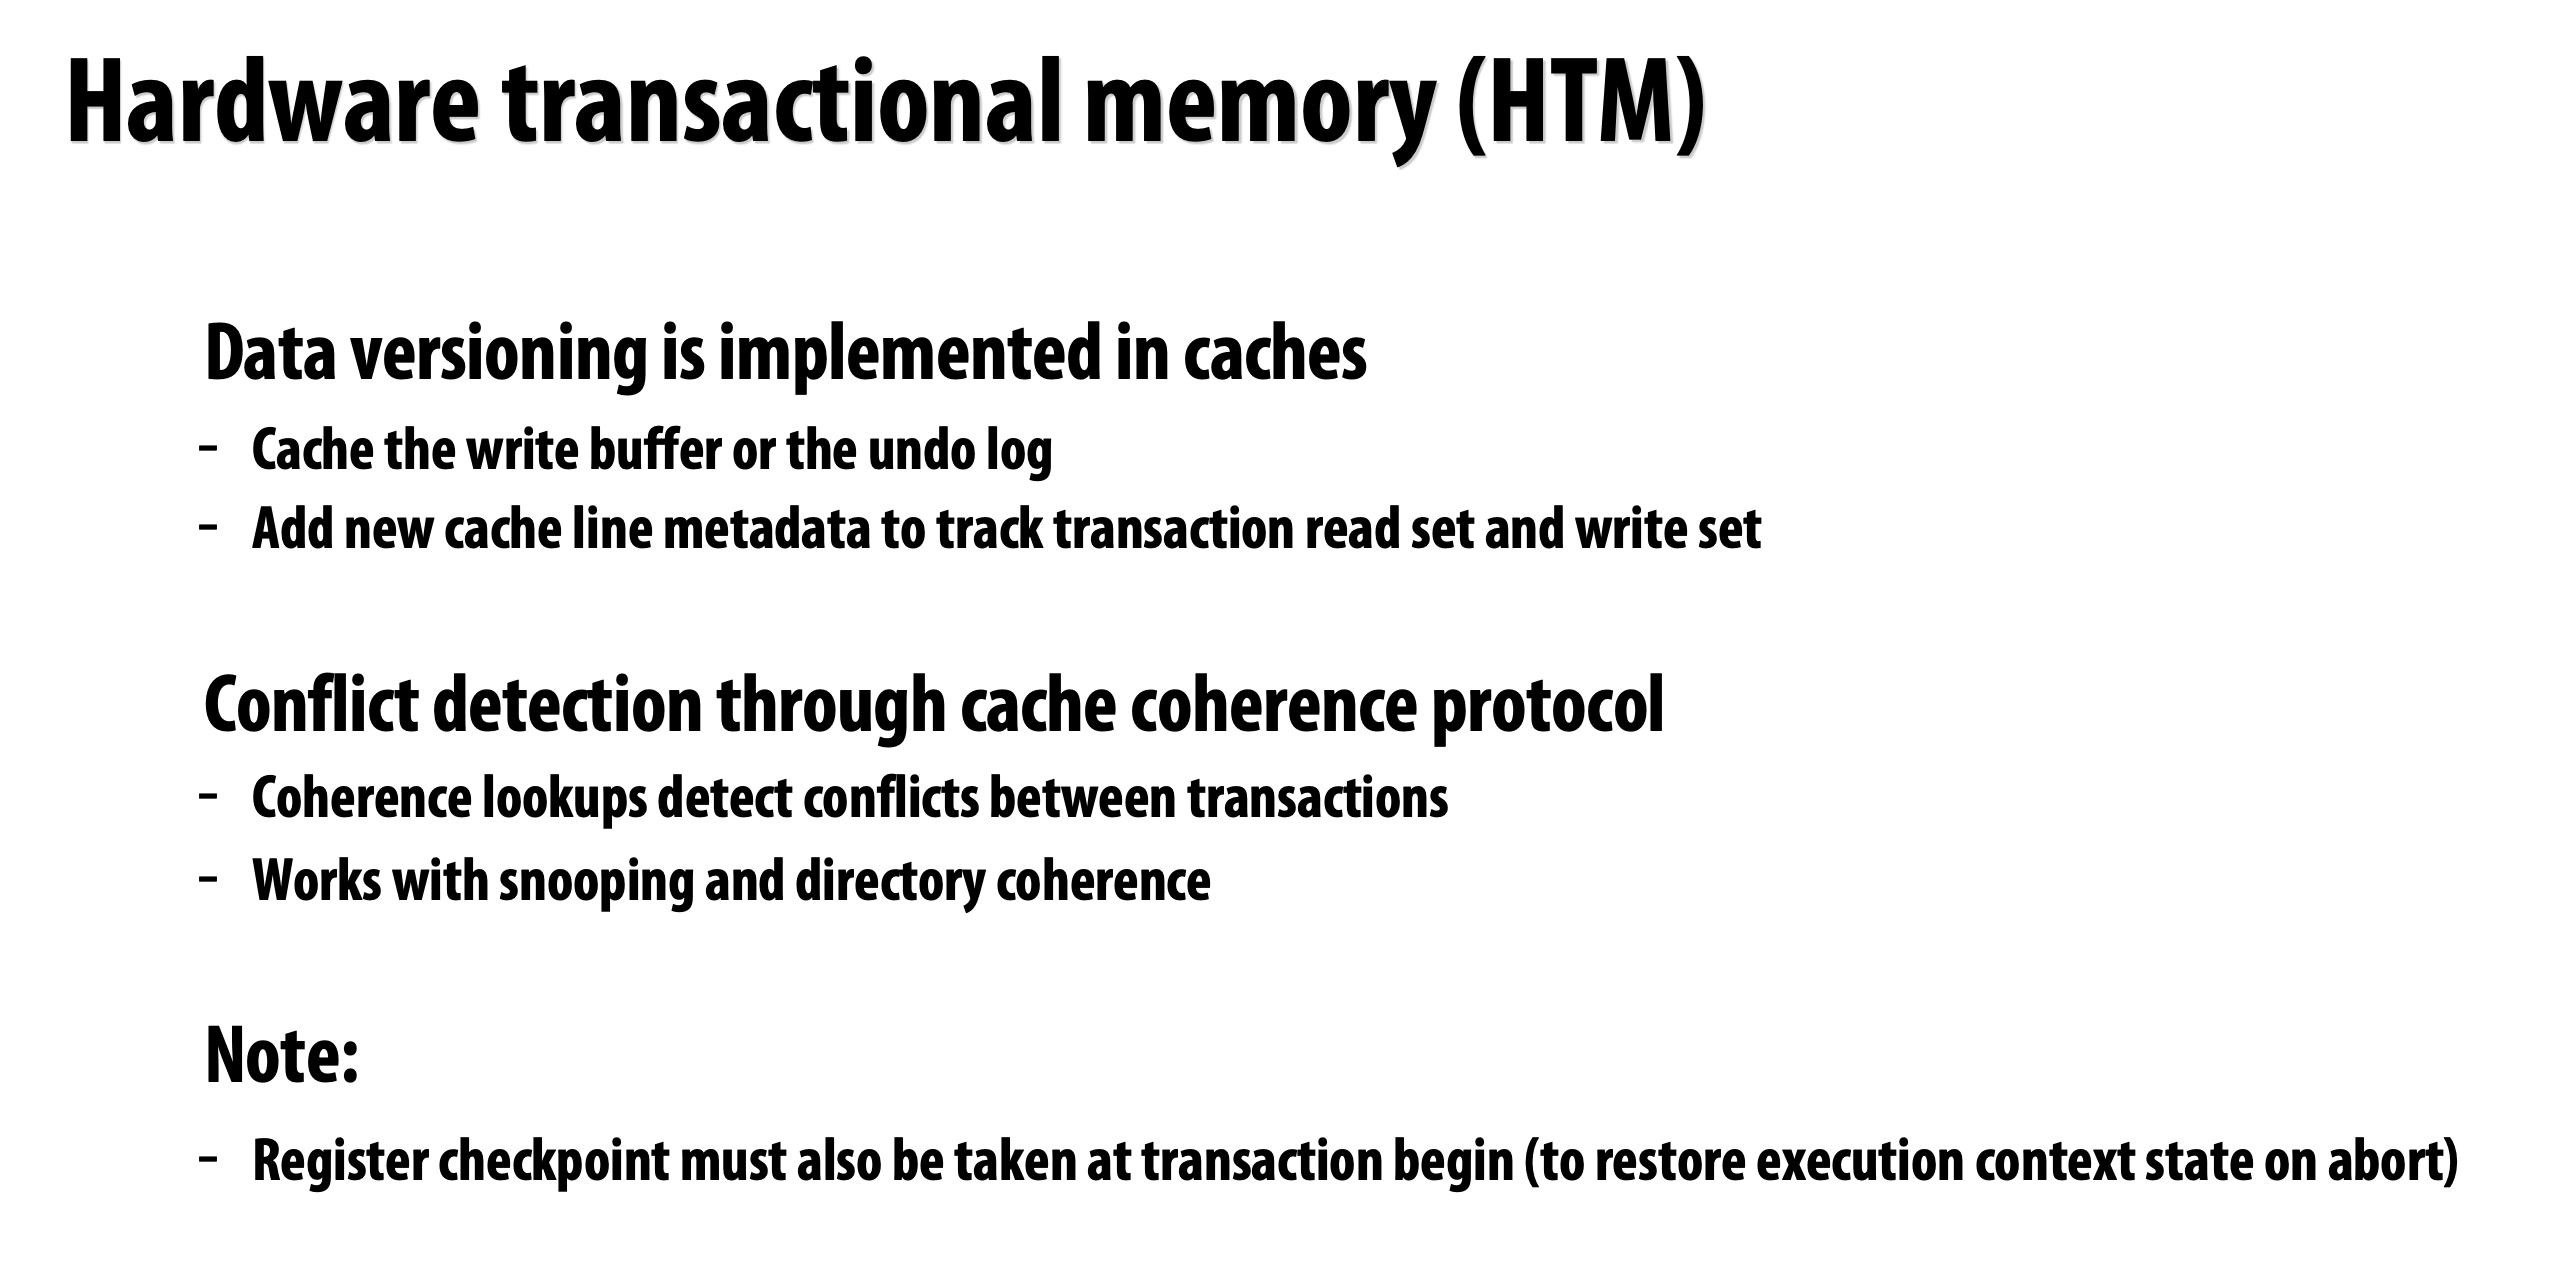 Hardware transactional memory (HTM)
Data versioning is implemented in caches
- Cache the write buffer or the undo log
- Add new cache line metadata to track transaction read set and write set
Conflict detection through cache coherence protocol
- Coherence lookups detect conflicts between transactions
- Works with snooping and directory coherence
Note:
- Register checkpoint must also be taken at transaction begin (to restore execution context state on abort)